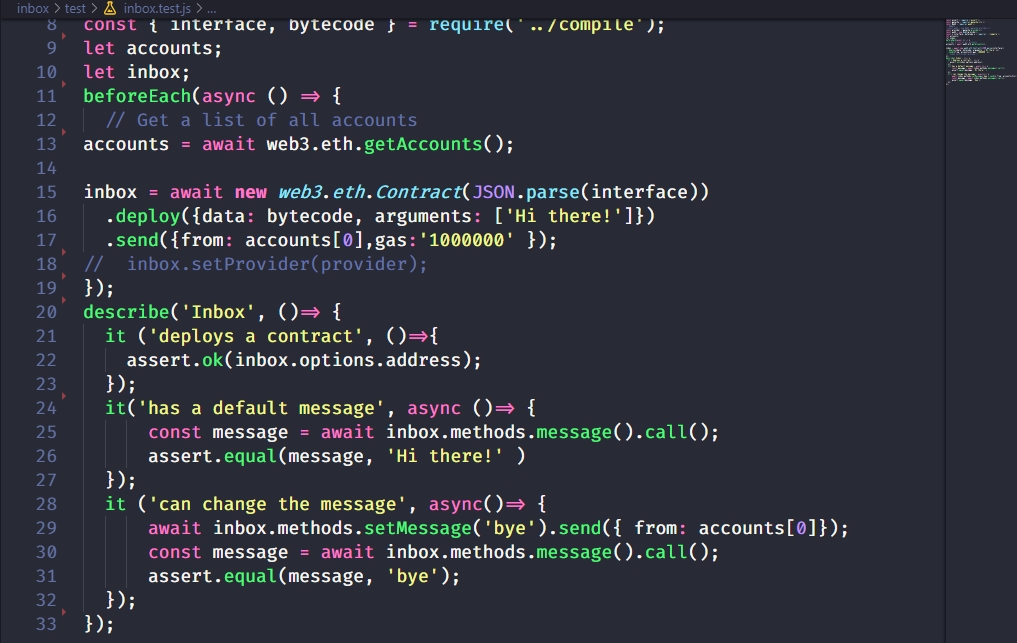 inbox > test > inbox.test.js > ...
8 const { interface, bytecode } = require('../compile');
9 let accounts;
10 let inbox;
11 beforeEach(async () => {
12   // Get a list of all accounts
13 accounts = await web3.eth.getAccounts();
14
15 inbox = await new web3.eth.Contract(JSON.parse(interface))
16   .deploy({data: bytecode, arguments: ['Hi there!']})
17   .send({from: accounts[0],gas:'1000000' });
18 //  inbox.setProvider(provider);
19 });
20 describe('Inbox', ()=> {
21   it ('deploys a contract', ()=>{
22     assert.ok(inbox.options.address);
23   });
24   it('has a default message', async ()=> {
25       const message = await inbox.methods.message().call();
26       assert.equal(message, 'Hi there!' )
27   });
28   it ('can change the message', async()=> {
29       await inbox.methods.setMessage('bye').send({ from: accounts[0]});
30       const message = await inbox.methods.message().call();
31       assert.equal(message, 'bye');
32   });
33 });